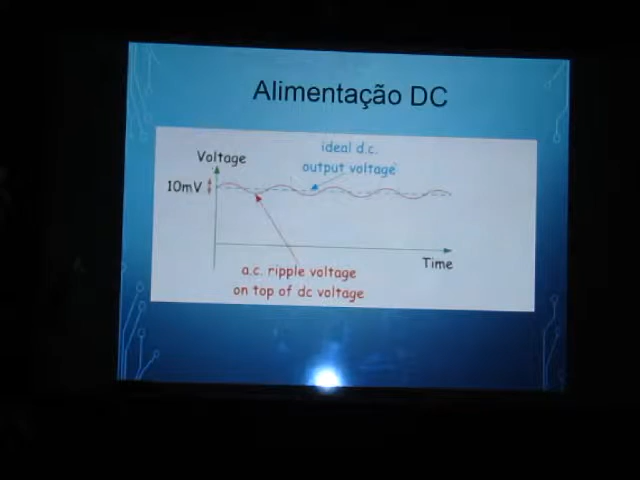 Alimentação DC
ideal d.c.
output voltage
Voltage
10mV
Time
a.c. ripple voltage
on top of dc voltage